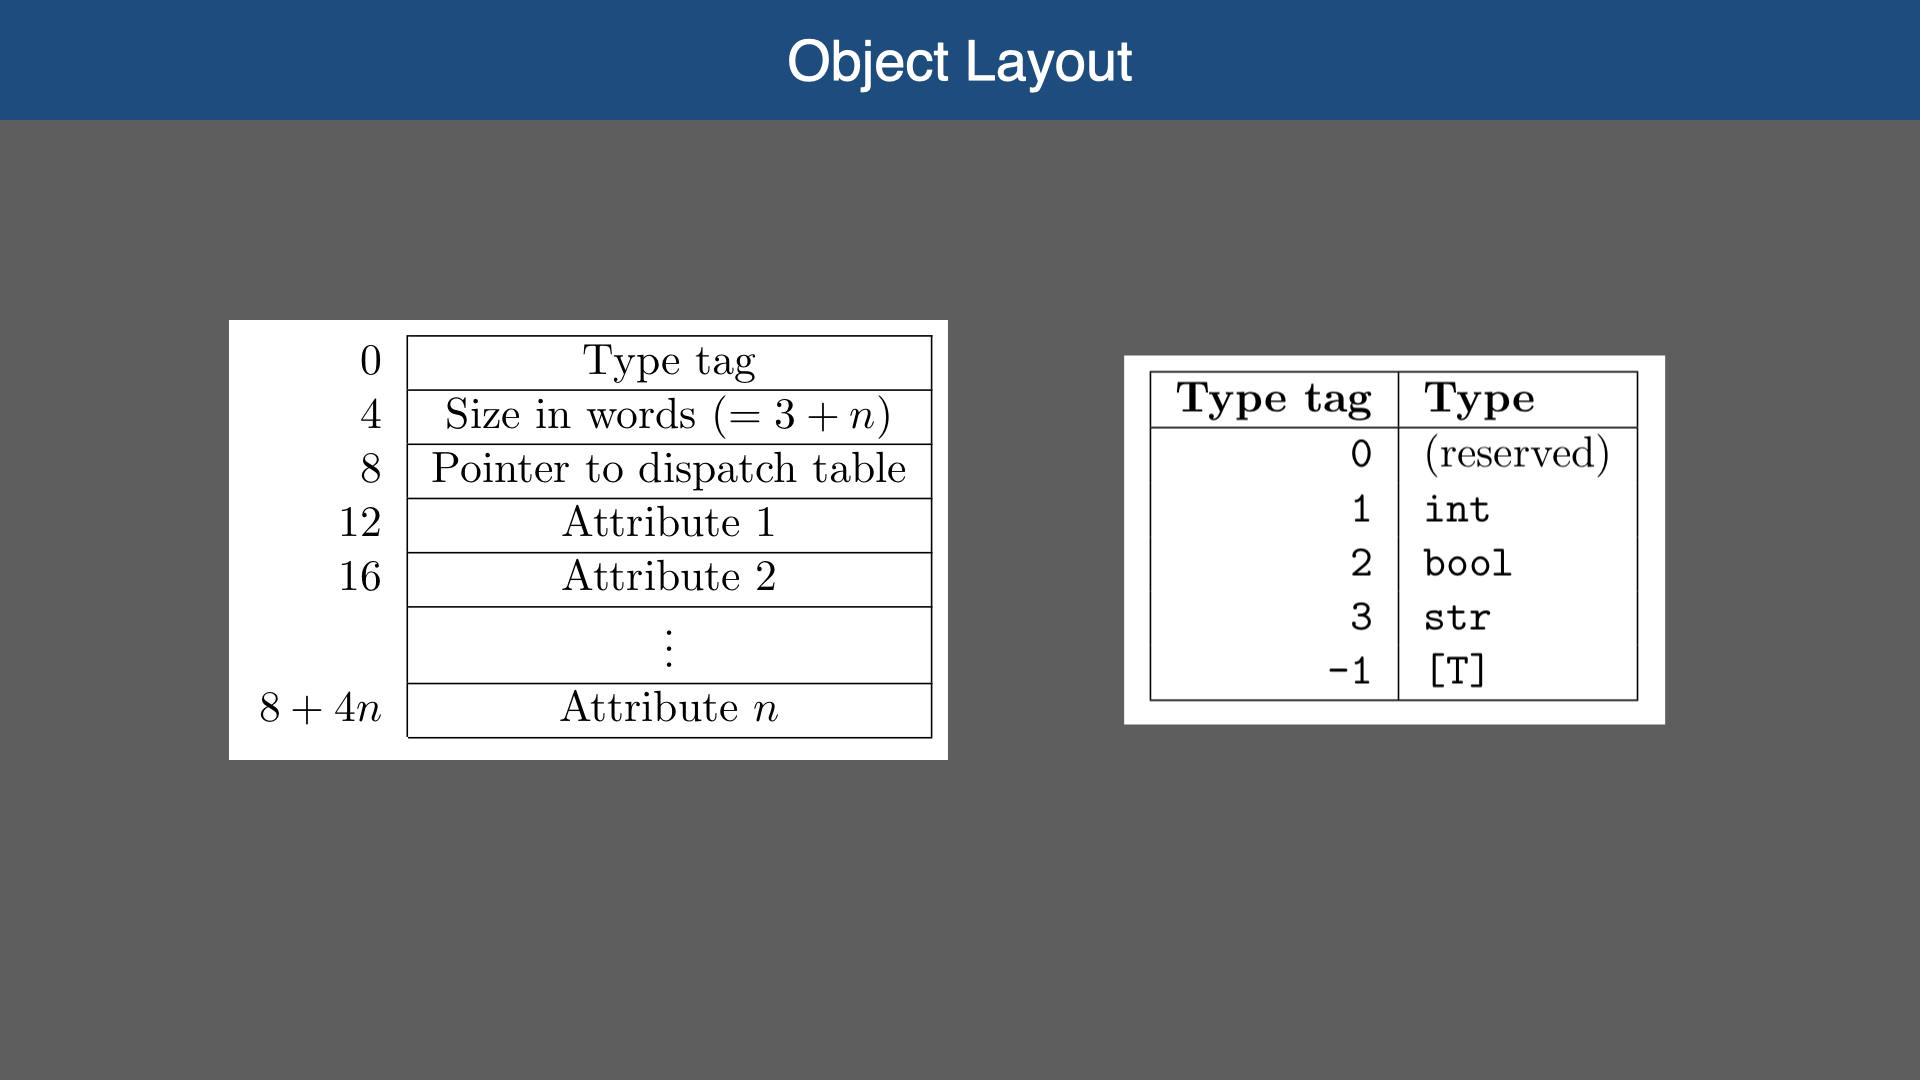 Object Layout
0 Type tag
4 Size in words (= 3 + n)
8 Pointer to dispatch table
12 Attribute 1
16 Attribute 2
⋮
8 + 4n Attribute n
Type tag Type
0 (reserved)
1 int
2 bool
3 str
-1 [T]